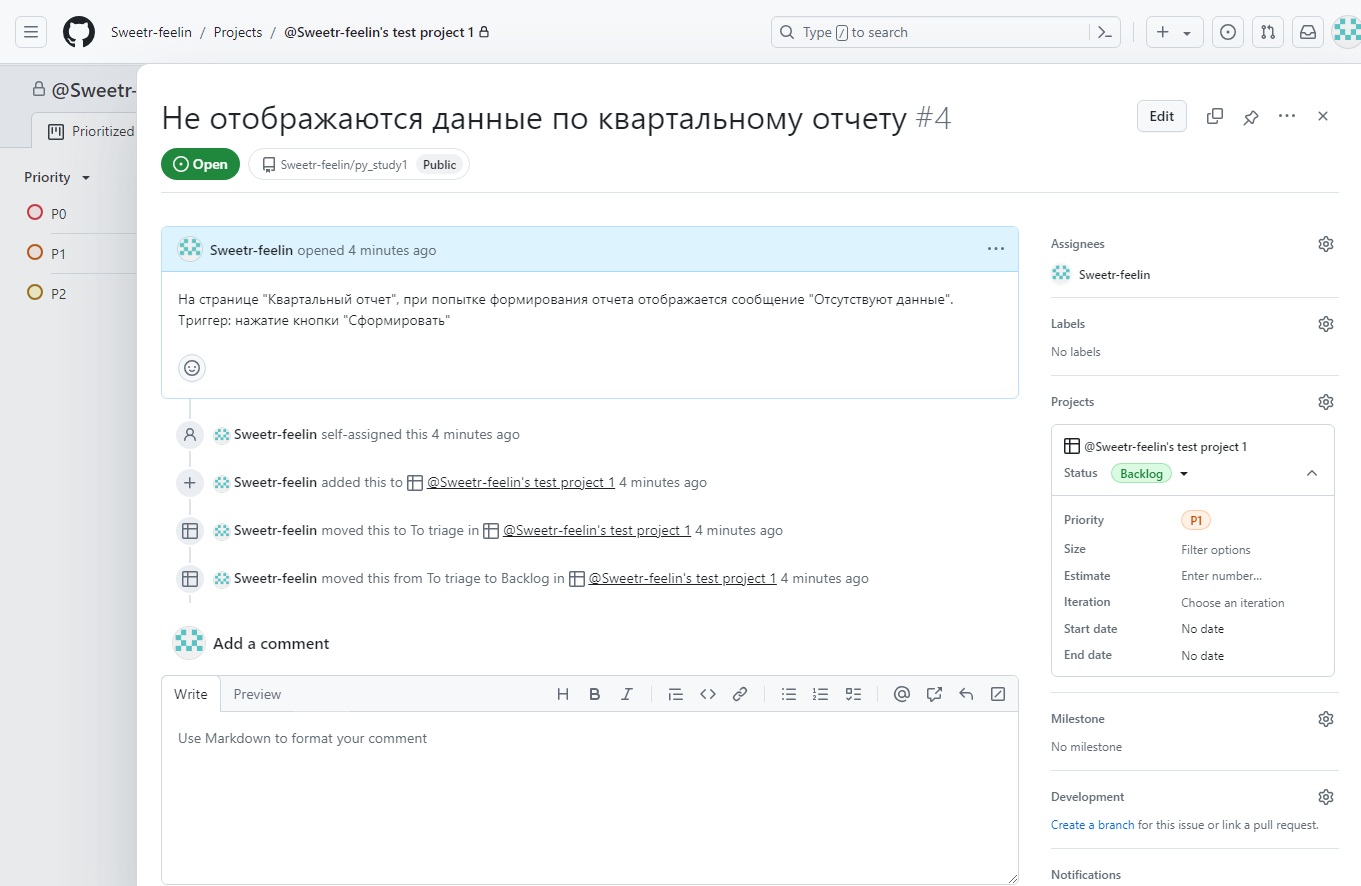 Sweetr-feelin / Projects / @Sweetr-feelin's test project 1
Type / to search
@Sweetr-
Prioritized
Priority
P0
P1
P2
Не отображаются данные по квартальному отчету #4
Edit
Open
Sweetr-feelin/py_study1 Public
Sweetr-feelin opened 4 minutes ago
На странице "Квартальный отчет", при попытке формирования отчета отображается сообщение "Отсутствуют данные".
Триггер: нажатие кнопки "Сформировать"
Sweetr-feelin self-assigned this 4 minutes ago
Sweetr-feelin added this to @Sweetr-feelin's test project 1 4 minutes ago
Sweetr-feelin moved this to To triage in @Sweetr-feelin's test project 1 4 minutes ago
Sweetr-feelin moved this from To triage to Backlog in @Sweetr-feelin's test project 1 4 minutes ago
Add a comment
Write Preview
Use Markdown to format your comment
Assignees
Sweetr-feelin
Labels
No labels
Projects
@Sweetr-feelin's test project 1
Status Backlog
Priority P1
Size Filter options
Estimate Enter number...
Iteration Choose an iteration
Start date No date
End date No date
Milestone
No milestone
Development
Create a branch for this issue or link a pull request.
Notifications